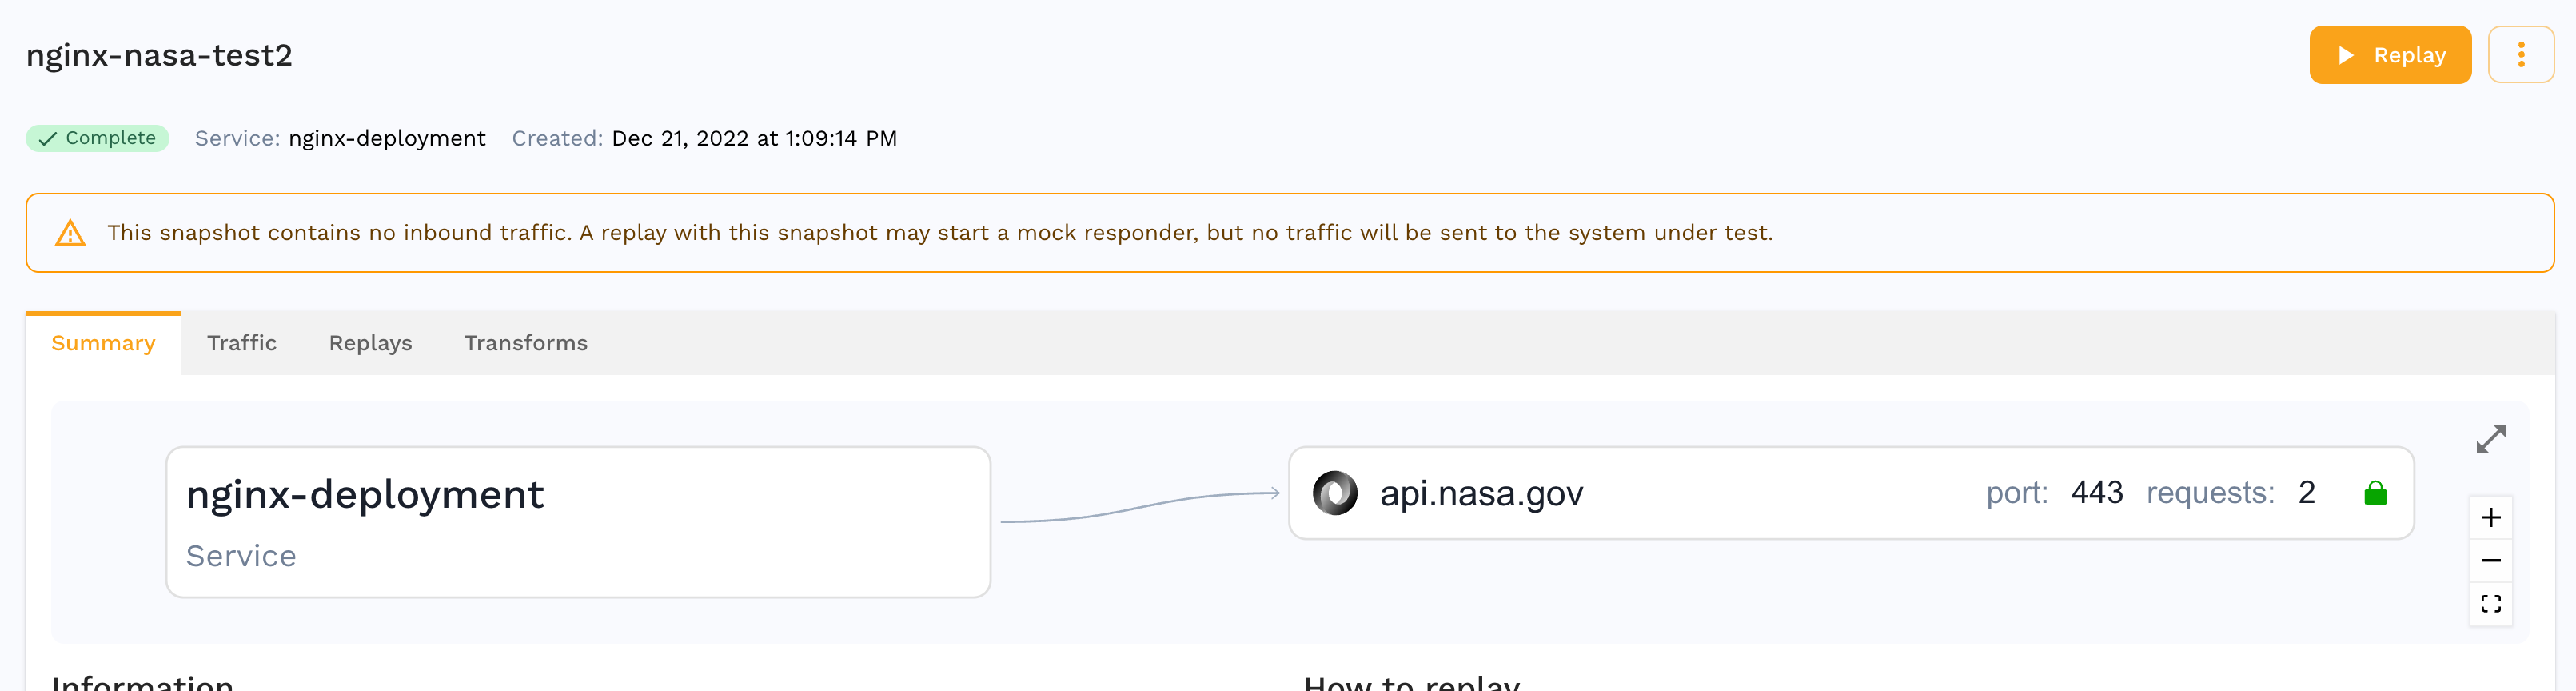 nginx-nasa-test2
Replay
Complete Service: nginx-deployment Created: Dec 21, 2022 at 1:09:14 PM
This snapshot contains no inbound traffic. A replay with this snapshot may start a mock responder, but no traffic will be sent to the system under test.
Summary Traffic Replays Transforms
nginx-deployment
Service
api.nasa.gov port: 443 requests: 2
Information
How to replay